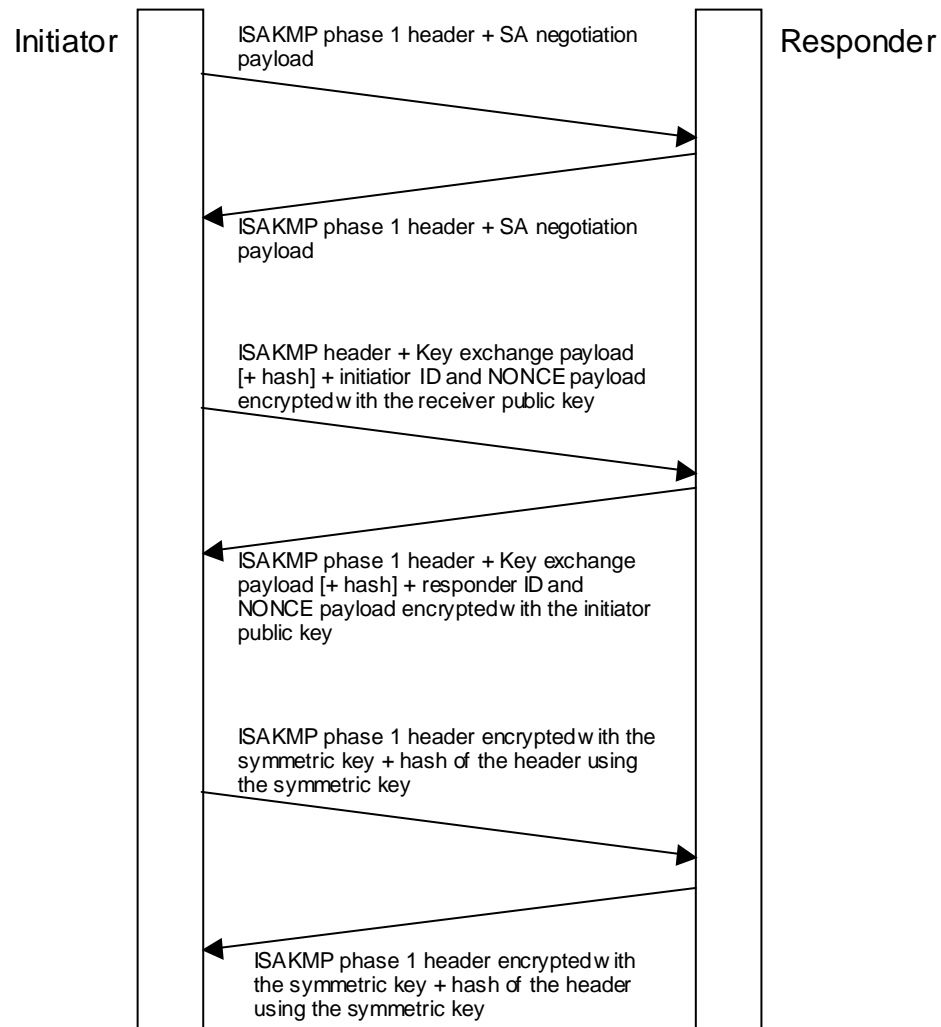 Initiator
Responder
ISAKMP phase 1 header + SA negotiation
payload
ISAKMP phase 1 header + SA negotiation
payload
ISAKMP header + Key exchange payload
[+ hash] + initiatior ID and NONCE payload
encrypted with the receiver public key
ISAKMP phase 1 header + Key exchange
payload [+ hash] + responder ID and
NONCE payload encrypted with the initiator
public key
ISAKMP phase 1 header encrypted with the
symmetric key + hash of the header using
the symmetric key
ISAKMP phase 1 header encrypted with
the symmetric key + hash of the header
using the symmetric key